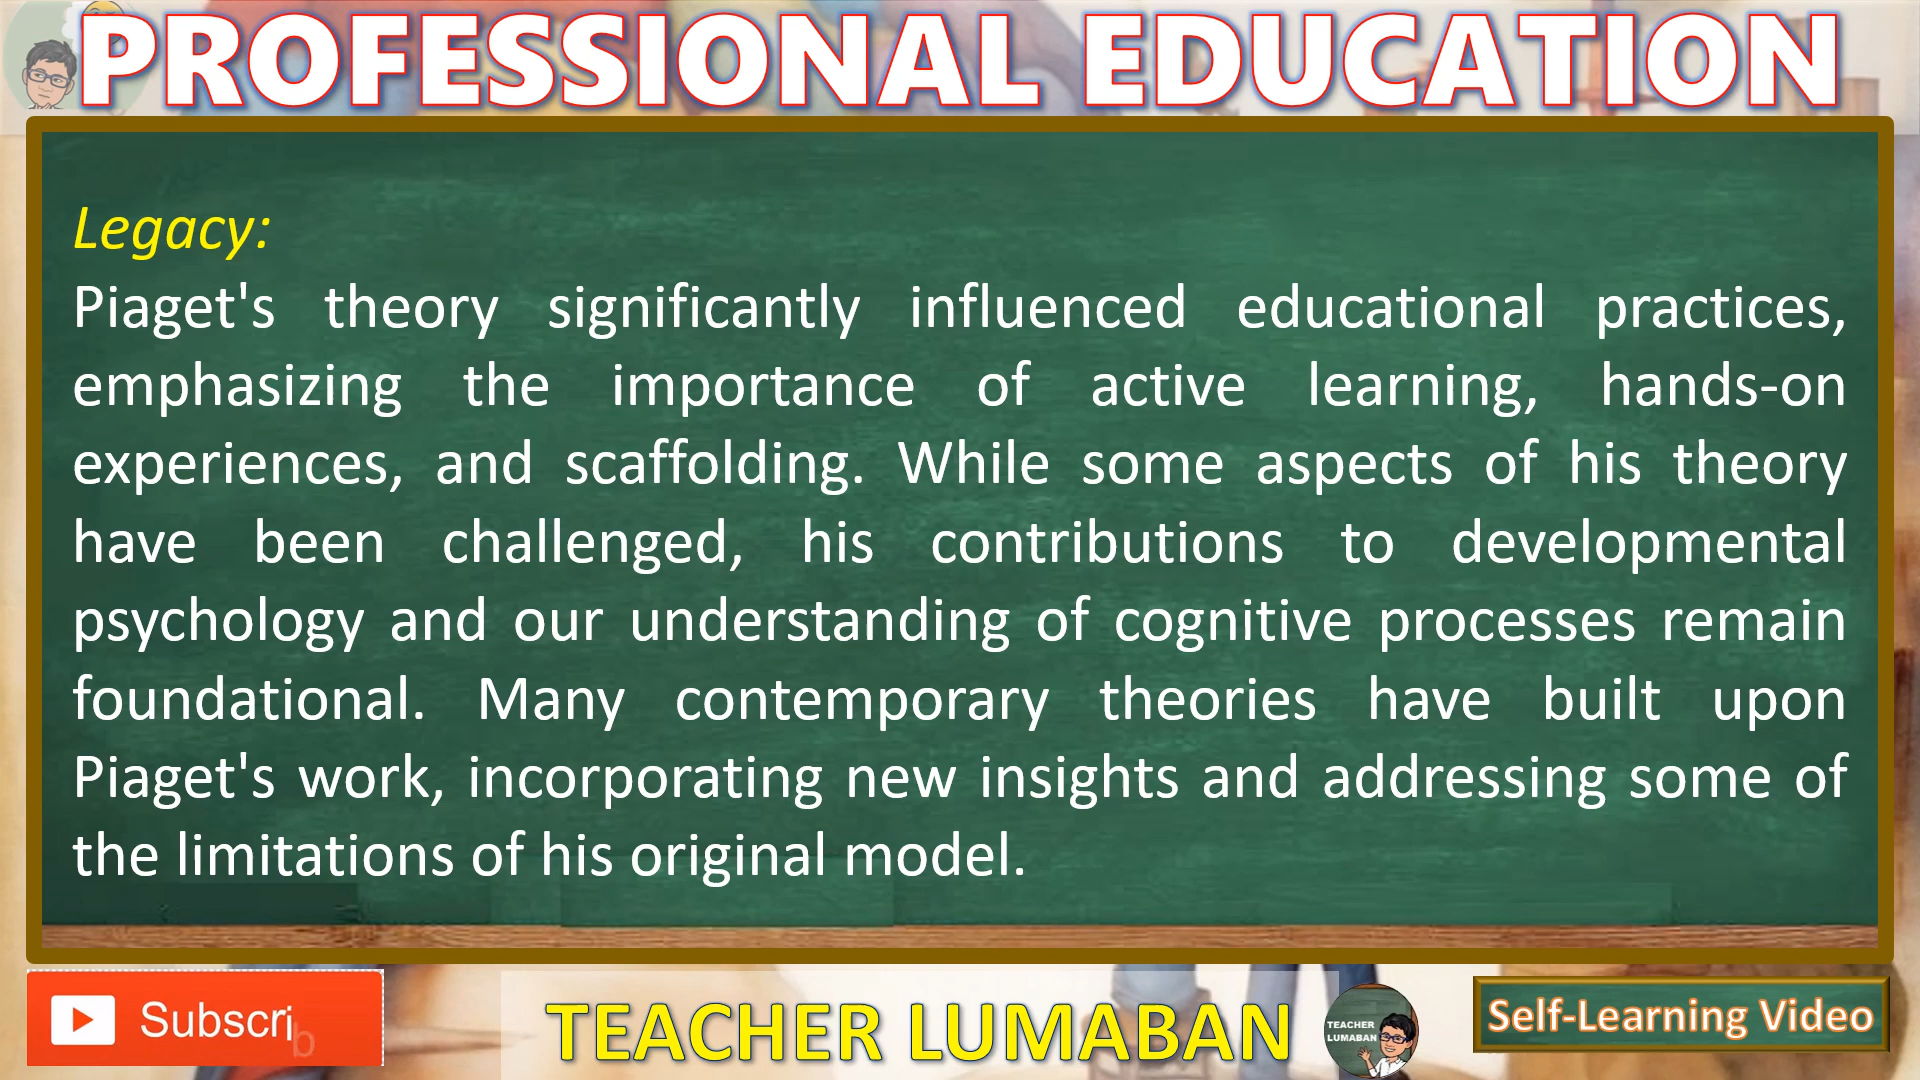 PROFESSIONAL EDUCATION
Legacy:
Piaget's theory significantly influenced educational practices,
emphasizing the importance of active learning, hands-on
experiences, and scaffolding. While some aspects of his theory
have been challenged, his contributions to developmental
psychology and our understanding of cognitive processes remain
foundational. Many contemporary theories have built upon
Piaget's work, incorporating new insights and addressing some of
the limitations of his original model.
Subscrib
TEACHER LUMABAN
TEACHER
LUMABAN
Self-Learning Video